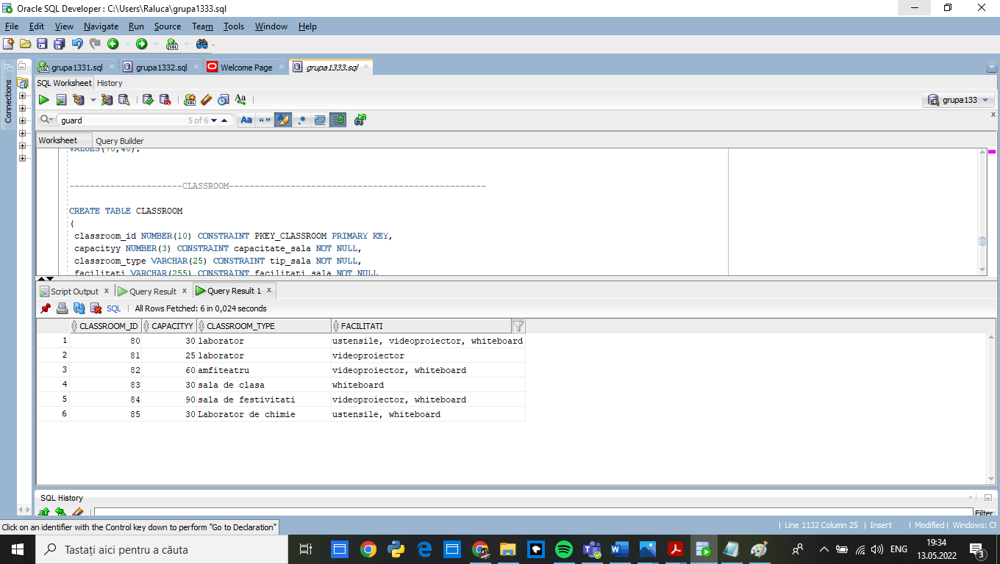 Oracle SQL Developer : C:\Users\Raluca\grupa1333.sql
File Edit View Navigate Run Source Team Tools Window Help
grupa1331.sql grupa1332.sql Welcome Page grupa1333.sql
Connections
SQL Worksheet History
grupa133
guard 5 of 6 Aa “ ”
Worksheet Query Builder
VALUES(70,40);
----------------------CLASSROOM--------------------------------------------------
CREATE TABLE CLASSROOM
(
classroom_id NUMBER(10) CONSTRAINT PKEY_CLASSROOM PRIMARY KEY,
capacityy NUMBER(3) CONSTRAINT capacitate_sala NOT NULL,
classroom_type VARCHAR(25) CONSTRAINT tip_sala NOT NULL,
facilitati VARCHAR(255) CONSTRAINT facilitati_sala NOT NULL
Script Output x Query Result x Query Result 1 x
SQL | All Rows Fetched: 6 in 0,024 seconds
CLASSROOM_ID CAPACITYY CLASSROOM_TYPE FACILITATI
1 80 30 laborator ustensile, videoproiector, whiteboard
2 81 25 laborator videoproiector
3 82 60 amfiteatru videoproiector, whiteboard
4 83 30 sala de clasa whiteboard
5 84 90 sala de festivitati videoproiector, whiteboard
6 85 30 Laborator de chimie ustensile, whiteboard
SQL History
Filter
Click on an identifier with the Control key down to perform "Go to Declaration"
| Line 1132 Column 25 | Insert | Modified | Windows: CF
Tastați aici pentru a căuta
ENG 19:34
13.05.2022
3